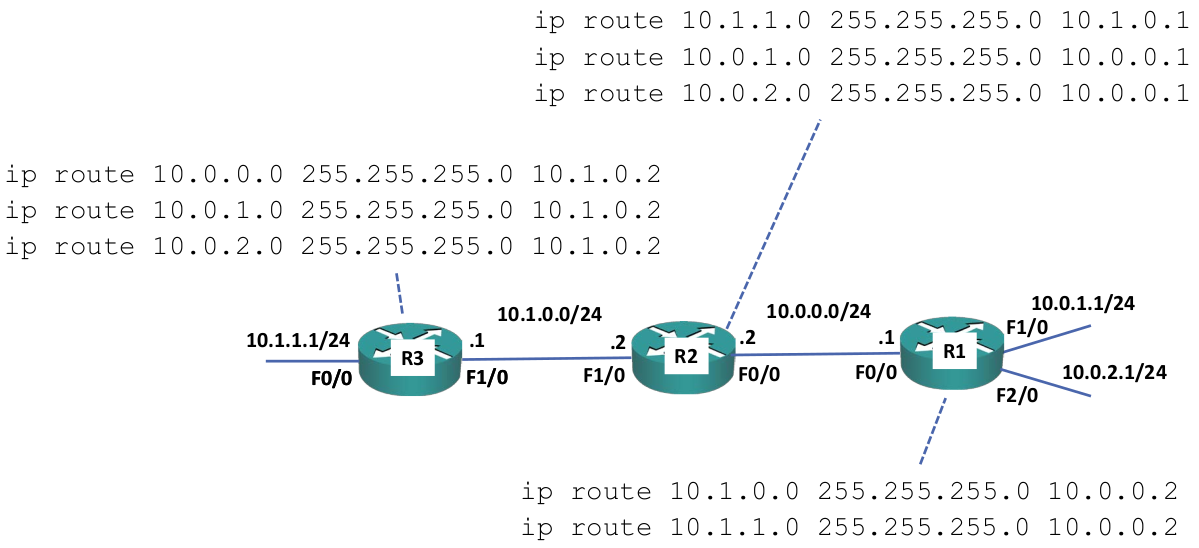 ip route 10.1.1.0 255.255.255.0 10.1.0.1
ip route 10.0.1.0 255.255.255.0 10.0.0.1
ip route 10.0.2.0 255.255.255.0 10.0.0.1
ip route 10.0.0.0 255.255.255.0 10.1.0.2
ip route 10.0.1.0 255.255.255.0 10.1.0.2
ip route 10.0.2.0 255.255.255.0 10.1.0.2
10.1.1.1/24
F0/0
R3
.1
F1/0
10.1.0.0/24
.2
F1/0
R2
.2
F0/0
10.0.0.0/24
.1
F0/0
R1
F1/0
10.0.1.1/24
F2/0
10.0.2.1/24
ip route 10.1.0.0 255.255.255.0 10.0.0.2
ip route 10.1.1.0 255.255.255.0 10.0.0.2